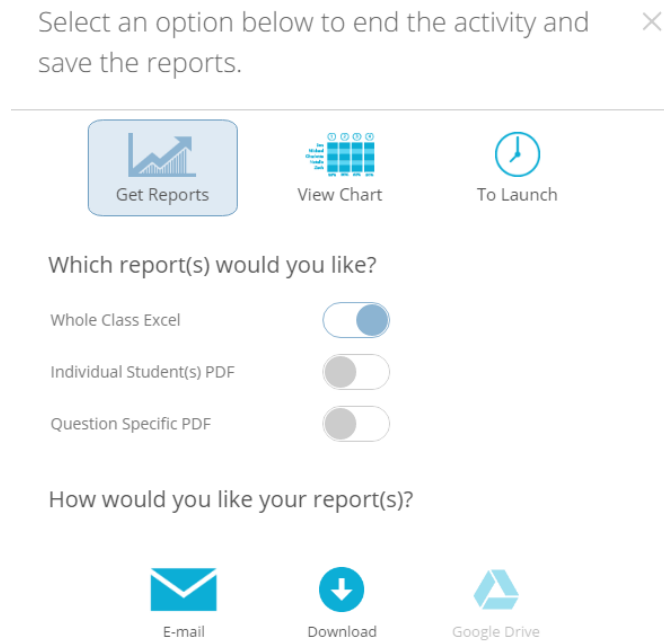 Select an option below to end the activity and
save the reports.
Get Reports
View Chart
To Launch
Which report(s) would you like?
Whole Class Excel
Individual Student(s) PDF
Question Specific PDF
How would you like your report(s)?
E-mail
Download
Google Drive